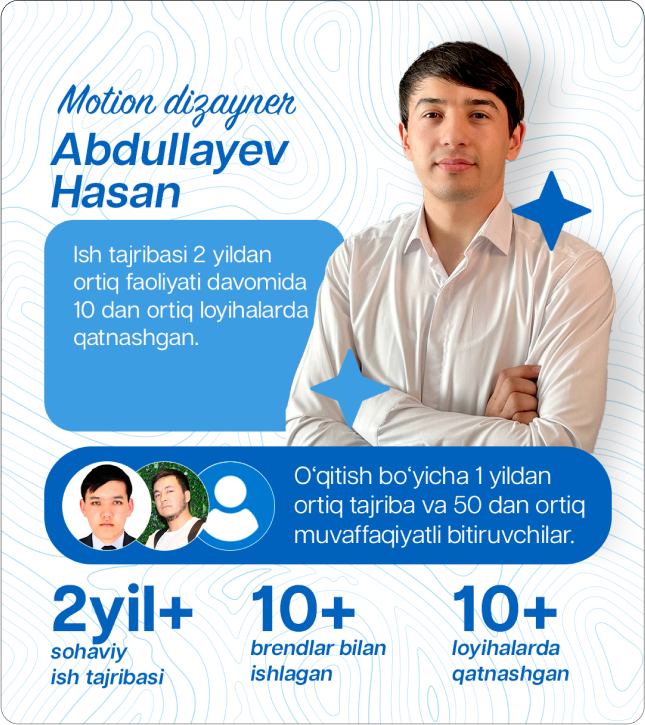 Motion dizayner
Abdullayev
Hasan
Ish tajribasi 2 yildan
ortiq faoliyati davomida
10 dan ortiq loyihalarda
qatnashgan.
O‘qitish bo‘yicha 1 yildan
ortiq tajriba va 50 dan ortiq
muvaffaqiyatli bitiruvchilar.
2yil+
sohaviy
ish tajribasi
10+
brendlar bilan
ishlagan
10+
loyihalarda
qatnashgan